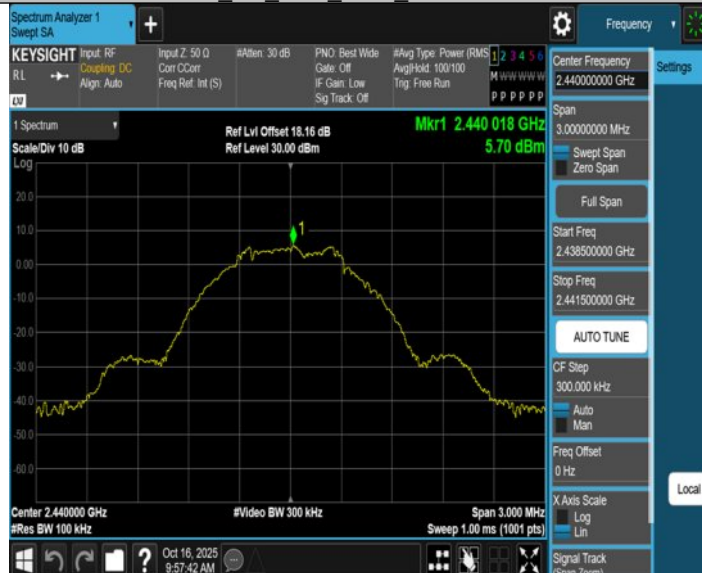 Spectrum Analyzer 1
Swept SA
Frequency
KEYSIGHT
RL
LXI
Input: RF
Coupling: DC
Align: Auto
Input Z: 50 Ω
Corr CCorr
Freq Ref: Int (S)
#Atten: 30 dB
PNO: Best Wide
Gate: Off
IF Gain: Low
Sig Track: Off
#Avg Type: Power (RMS
Avg|Hold: 100/100
Trig: Free Run
1 2 3 4 5 6
M W W W W W
P P P P P P
Center Frequency
2.440000000 GHz
Settings
Span
3.00000000 MHz
Swept Span
Zero Span
Full Span
Start Freq
2.438500000 GHz
Stop Freq
2.441500000 GHz
AUTO TUNE
CF Step
300.000 kHz
Auto
Man
Freq Offset
0 Hz
X Axis Scale
Log
Lin
Local
Signal Track
(Span Zoom)
1 Spectrum
Scale/Div 10 dB
Log
Ref Lvl Offset 18.16 dB
Ref Level 30.00 dBm
Mkr1 2.440 018 GHz
5.70 dBm
1
20.0
10.0
0.00
-10.0
-20.0
-30.0
-40.0
-50.0
-60.0
Center 2.440000 GHz
#Res BW 100 kHz
#Video BW 300 kHz
Span 3.000 MHz
Sweep 1.00 ms (1001 pts)
?
Oct 16, 2025
9:57:42 AM